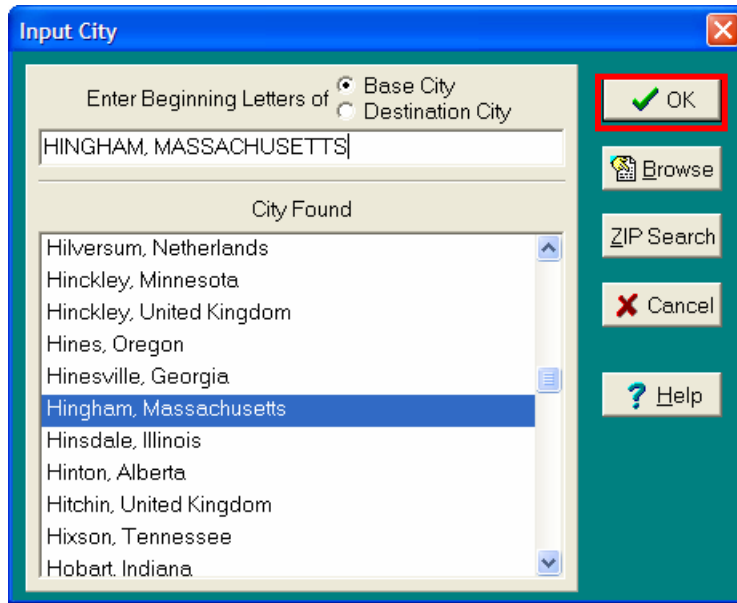 Input City
Enter Beginning Letters of
Base City
Destination City
HINGHAM, MASSACHUSETTS
City Found
Hilversum, Netherlands
Hinckley, Minnesota
Hinckley, United Kingdom
Hines, Oregon
Hinesville, Georgia
Hingham, Massachusetts
Hinsdale, Illinois
Hinton, Alberta
Hitchin, United Kingdom
Hixson, Tennessee
Hobart, Indiana
OK
Browse
ZIP Search
Cancel
? Help